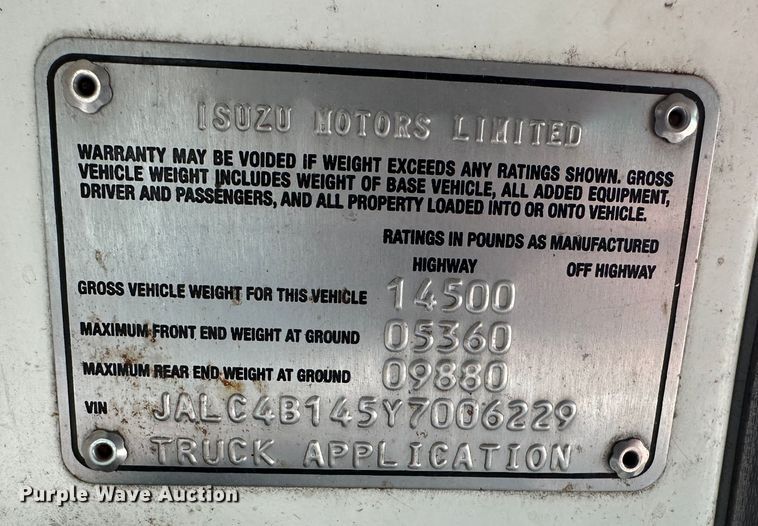 ISUZU MOTORS LIMITED
WARRANTY MAY BE VOIDED IF WEIGHT EXCEEDS ANY RATINGS SHOWN. GROSS
VEHICLE WEIGHT INCLUDES WEIGHT OF BASE VEHICLE, ALL ADDED EQUIPMENT,
DRIVER AND PASSENGERS, AND ALL PROPERTY LOADED INTO OR ONTO VEHICLE.
RATINGS IN POUNDS AS MANUFACTURED
HIGHWAY OFF HIGHWAY
GROSS VEHICLE WEIGHT FOR THIS VEHICLE 14500
MAXIMUM FRONT END WEIGHT AT GROUND 05360
MAXIMUM REAR END WEIGHT AT GROUND 09880
VIN JALC4B145Y7006229
TRUCK APPLICATION
Purple Wave Auction